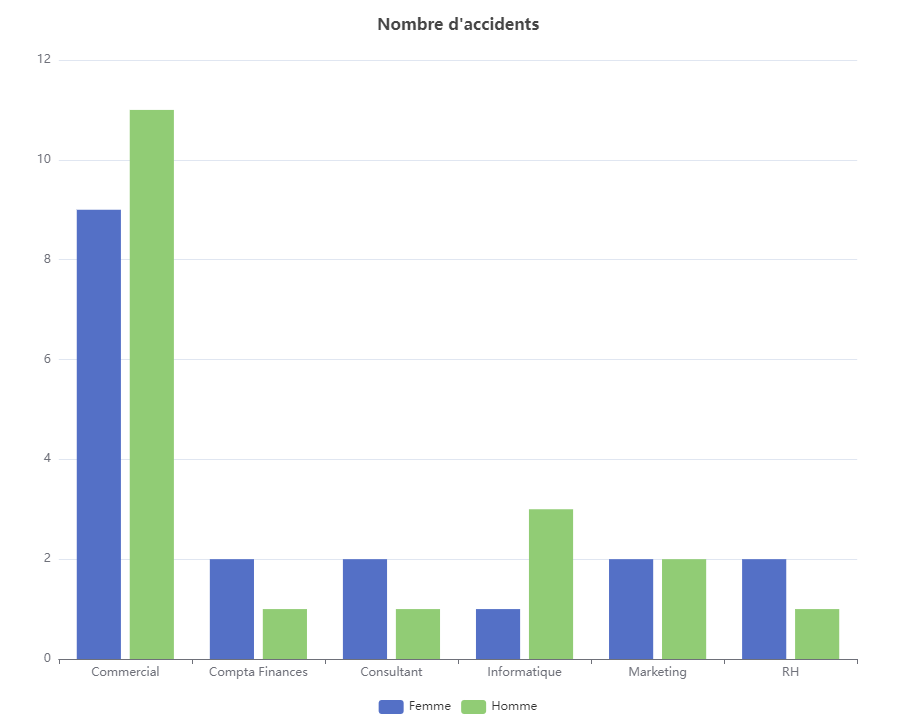 Nombre d'accidents
12
10
8
6
4
2
0
Commercial Compta Finances Consultant Informatique Marketing RH
Femme Homme